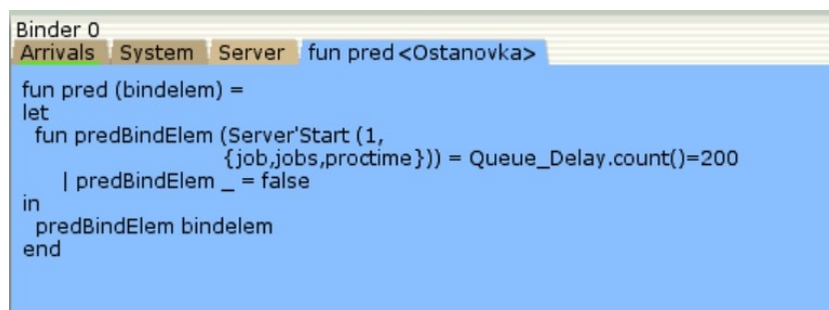 Binder 0
Arrivals System Server fun pred<Ostanovka>
fun pred (bindelem) =
let
fun predBindElem (Server'Start (1,
{job,jobs,proctime})) = Queue_Delay.count()=200
| predBindElem _ = false
in
predBindElem bindelem
end